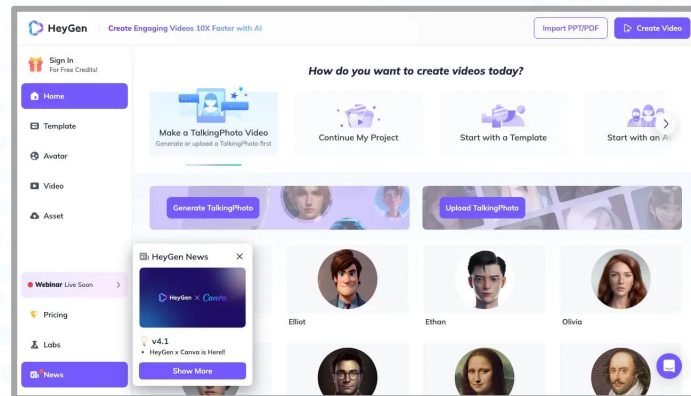 HeyGen
Create Engaging Videos 10X Faster with AI
Import PPT/PDF
Create Video
Sign In
For Free Credits!
Home
Template
Avatar
Video
Asset
Webinar Live Soon
Pricing
Labs
News
How do you want to create videos today?
Make a TalkingPhoto Video
Generate or upload a TalkingPhoto first
Continue My Project
Start with a Template
Start with an
Generate TalkingPhoto
Upload TalkingPhoto
HeyGen News
HeyGen × Canva
v4.1
• HeyGen x Canva is Here!!
Show More
Elliot
Ethan
Olivia